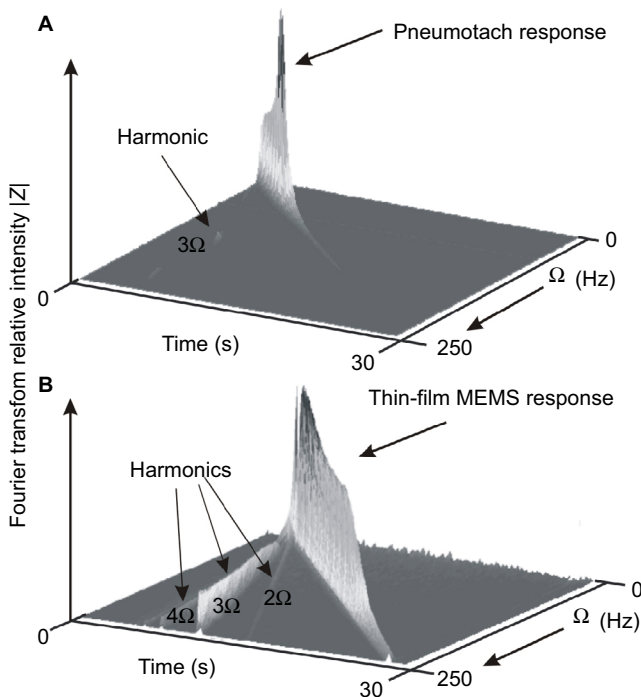 A
Pneumotach response
Harmonic
3Ω
0
0
Ω (Hz)
Time (s)
30
250
B
Thin-film MEMS response
Harmonics
4Ω
3Ω
2Ω
0
0
Ω (Hz)
Time (s)
30
250
Fourier transfom relative intensity |Z|